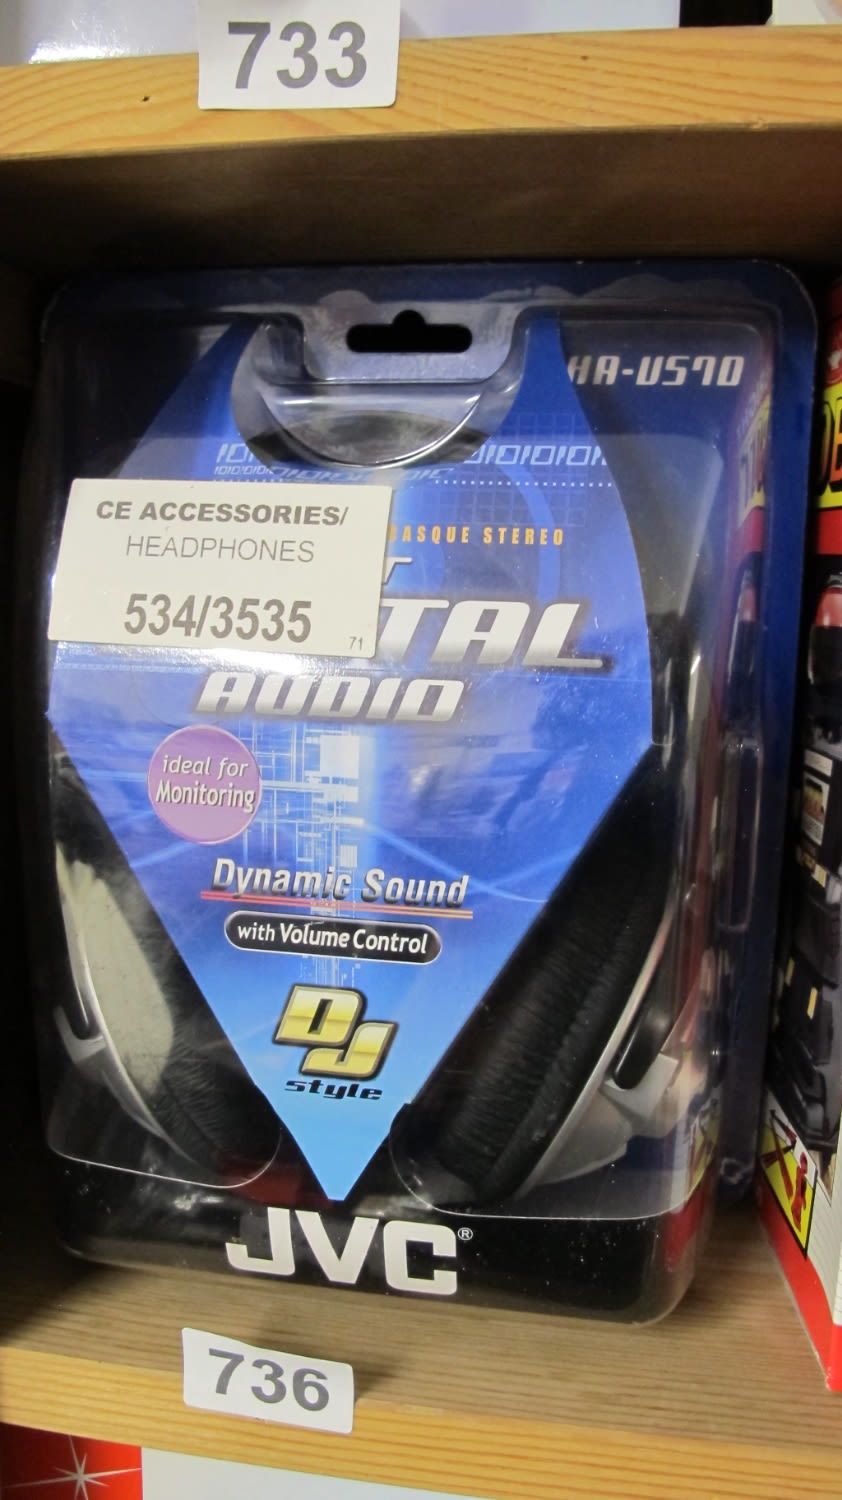 733
HA-U570
CE ACCESSORIES/
HEADPHONES
534/3535
71
STEREO
AUDIO
ideal for
Monitoring
Dynamic Sound
with Volume Control
DJ
style
JVC®
736